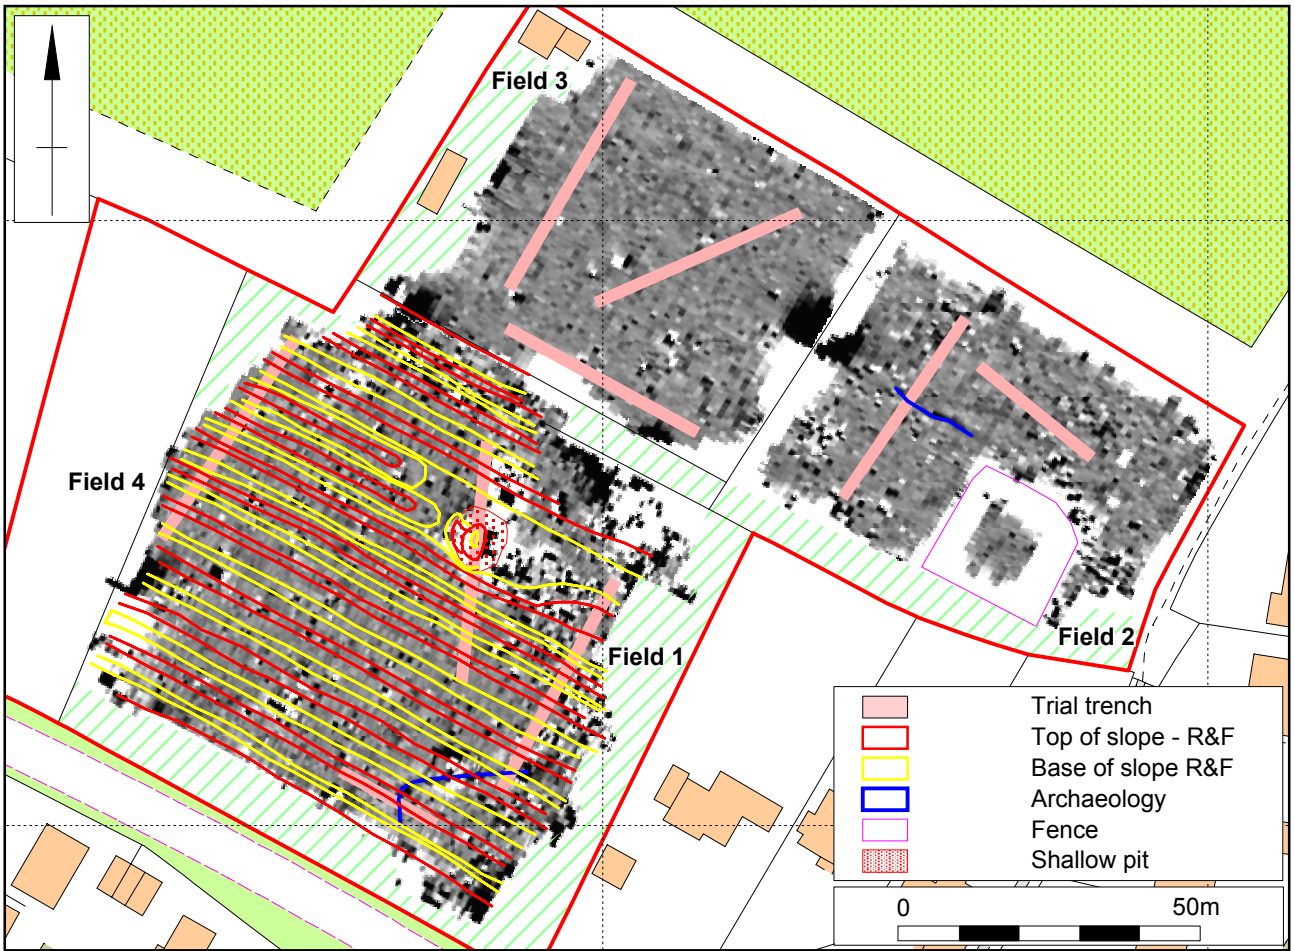 Field 3
Field 4
Field 1
Field 2
Trial trench
Top of slope - R&F
Base of slope R&F
Archaeology
Fence
Shallow pit
0 50m